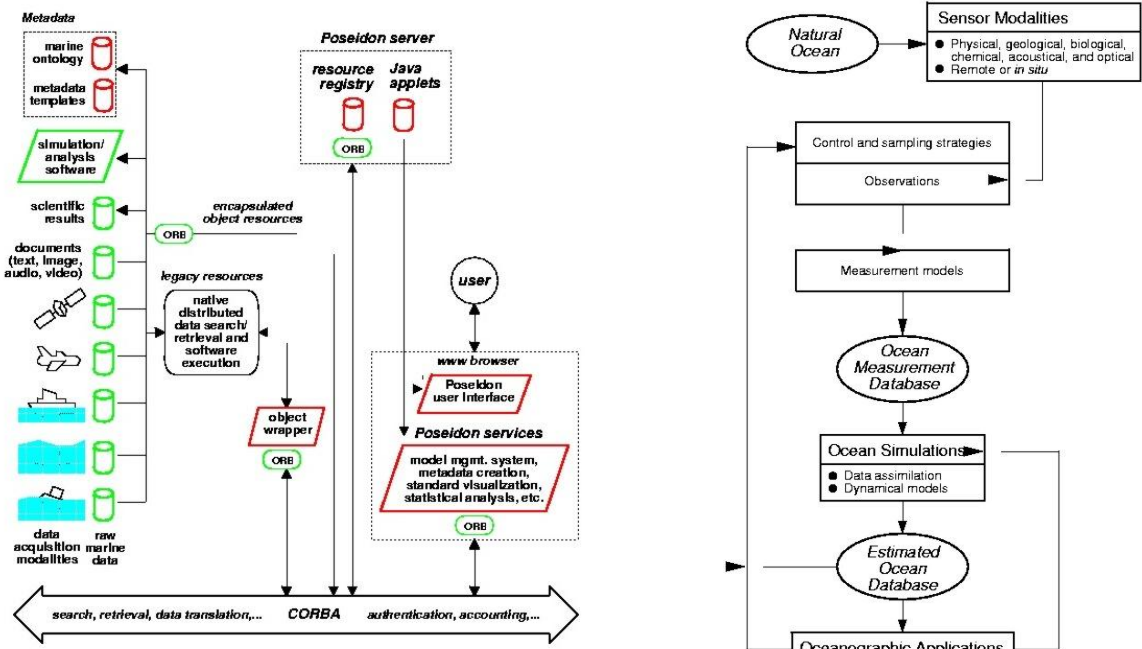 Metadata
marine
ontology
metadata
templates
simulation/
analysis
software
scientific
results
documents
(text, image,
audio, video)
data
acquisition
modalities
raw
marine
data
ORB
encapsulated
object resources
legacy resources
native
distributed
data search/
retrieval and
software
execution
object
wrapper
ORB
Poseidon server
resource
registry
Java
applets
ORB
user
www browser
Poseidon
user interface
Poseidon services
model mgmt. system,
metadata creation,
standard visualization,
statistical analysis, etc.
ORB
search, retrieval, data translation,... CORBA authentication, accounting,...
Natural
Ocean
Sensor Modalities
● Physical, geological, biological,
chemical, acoustical, and optical
● Remote or in situ
Control and sampling strategies
Observations
Measurement models
Ocean
Measurement
Database
Ocean Simulations
● Data assimilation
● Dynamical models
Estimated
Ocean
Database
Oceanographic Applications